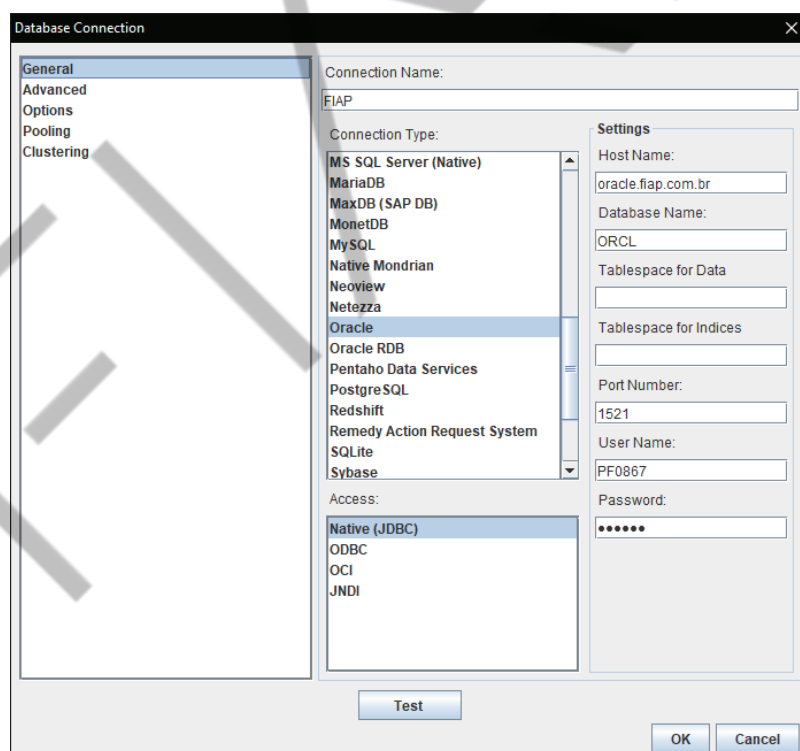 Database Connection
General
Advanced
Options
Pooling
Clustering
Connection Name:
FIAP
Connection Type:
MS SQL Server (Native)
MariaDB
MaxDB (SAP DB)
MonetDB
MySQL
Native Mondrian
Neoview
Netezza
Oracle
Oracle RDB
Pentaho Data Services
PostgreSQL
Redshift
Remedy Action Request System
SQLite
Sybase
Access:
Native (JDBC)
ODBC
OCI
JNDI
Settings
Host Name:
oracle.fiap.com.br
Database Name:
ORCL
Tablespace for Data
Tablespace for Indices
Port Number:
1521
User Name:
PF0867
Password:
●●●●●●
Test
OK
Cancel